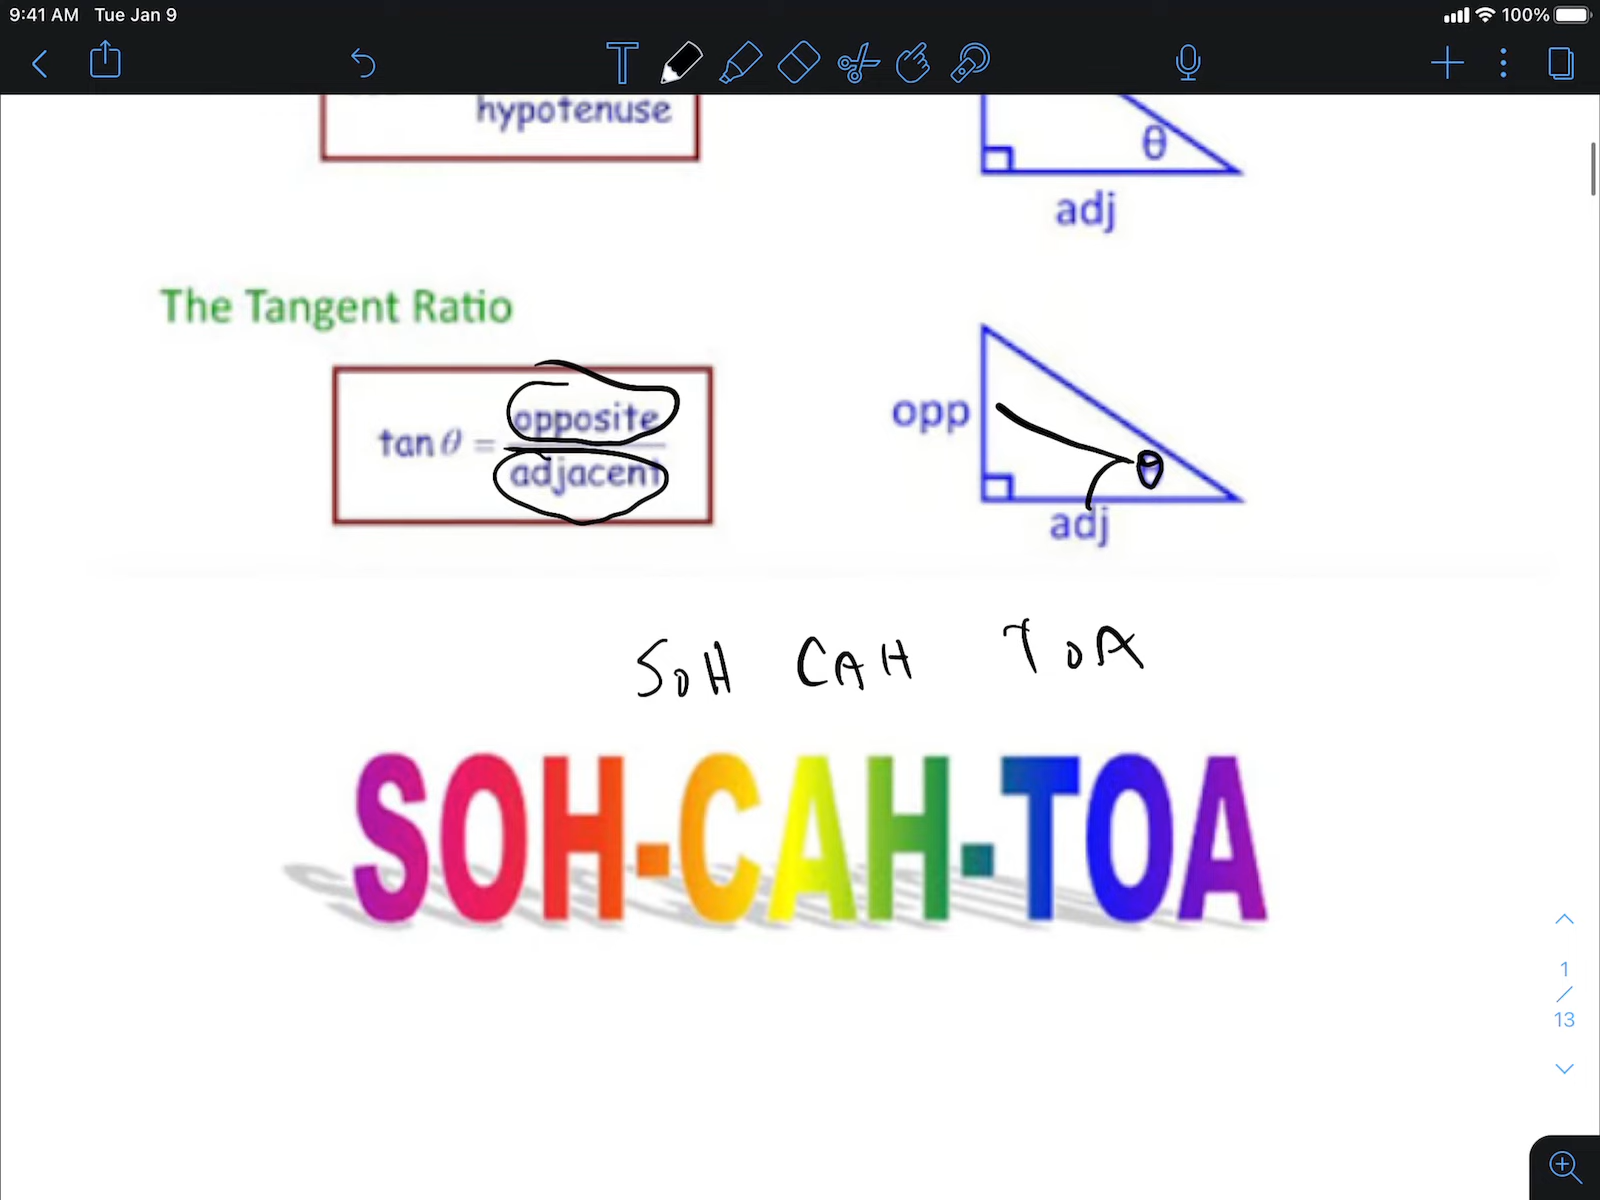 9:41 AM Tue Jan 9 100%
hypotenuse
θ
adj
The Tangent Ratio
tan θ = opposite
adjacent
opp
θ
adj
SOH CAH TOA
SOH-CAH-TOA
1
/
13